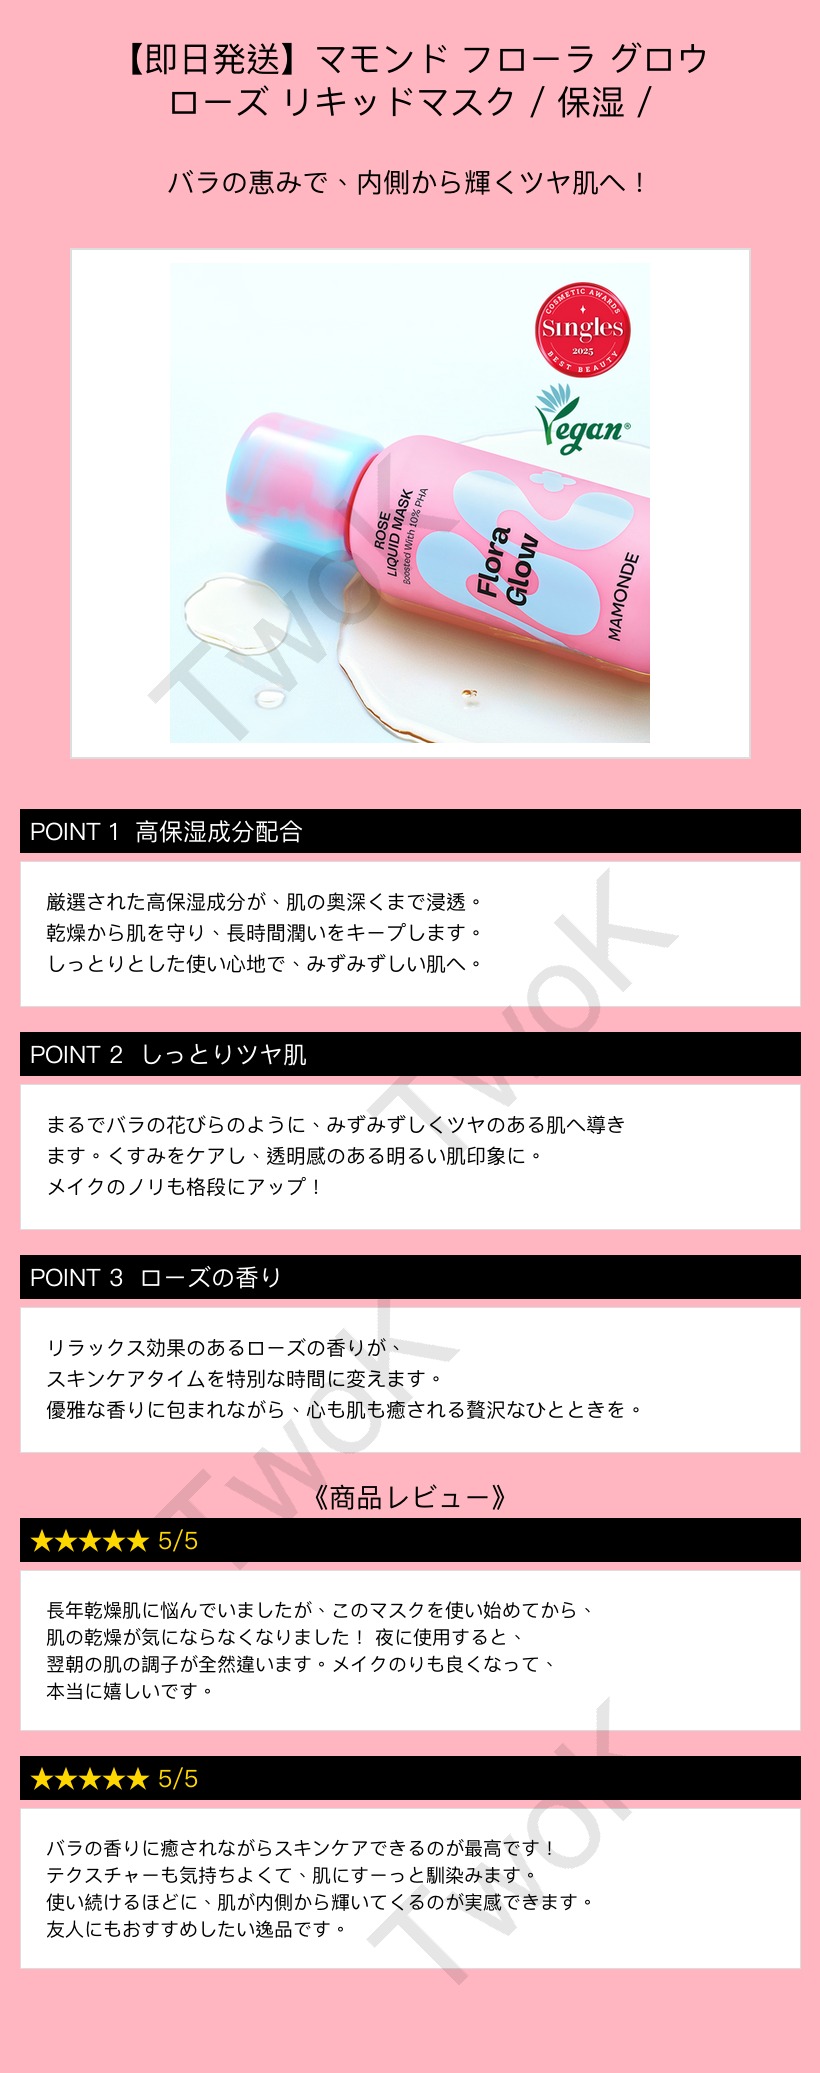 【即日発送】マモンド フローラ グロウ
ローズ リキッドマスク / 保湿 /
バラの恵みで、内側から輝くツヤ肌へ！
COSMETIC AWARDS
Singles
2025
BEST BEAUTY
Vegan®
ROSE
LIQUID MASK
Boosted With 10% PHA
Flora
Glow
MAMONDE
TwoK
POINT 1 高保湿成分配合
厳選された高保湿成分が、肌の奥深くまで浸透。
乾燥から肌を守り、長時間潤いをキープします。
しっとりとした使い心地で、みずみずしい肌へ。
TwoK
POINT 2 しっとりツヤ肌
まるでバラの花びらのように、みずみずしくツヤのある肌へ導き
ます。くすみをケアし、透明感のある明るい肌印象に。
メイクのノリも格段にアップ！
POINT 3 ローズの香り
リラックス効果のあるローズの香りが、
スキンケアタイムを特別な時間に変えます。
優雅な香りに包まれながら、心も肌も癒される贅沢なひとときを。
TwoK
《商品レビュー》
★★★★★ 5/5
長年乾燥肌に悩んでいましたが、このマスクを使い始めてから、
肌の乾燥が気にならなくなりました！ 夜に使用すると、
翌朝の肌の調子が全然違います。メイクのりも良くなって、
本当に嬉しいです。
★★★★★ 5/5
バラの香りに癒されながらスキンケアできるのが最高です！
テクスチャーも気持ちよくて、肌にすーっと馴染みます。
使い続けるほどに、肌が内側から輝いてくるのが実感できます。
友人にもおすすめしたい逸品です。
TwoK